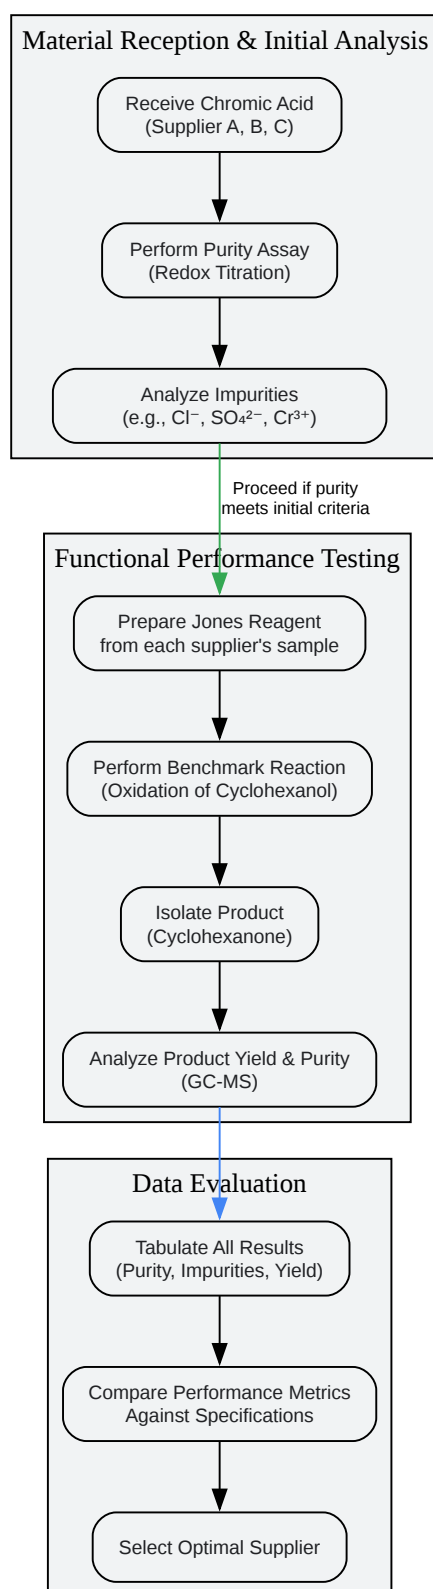 Material Reception & Initial Analysis
Receive Chromic Acid
(Supplier A, B, C)
Perform Purity Assay
(Redox Titration)
Analyze Impurities
(e.g., Cl⁻, SO₄²⁻, Cr³⁺)
Proceed if purity
meets initial criteria
Functional Performance Testing
Prepare Jones Reagent
from each supplier's sample
Perform Benchmark Reaction
(Oxidation of Cyclohexanol)
Isolate Product
(Cyclohexanone)
Analyze Product Yield & Purity
(GC-MS)
Data Evaluation
Tabulate All Results
(Purity, Impurities, Yield)
Compare Performance Metrics
Against Specifications
Select Optimal Supplier